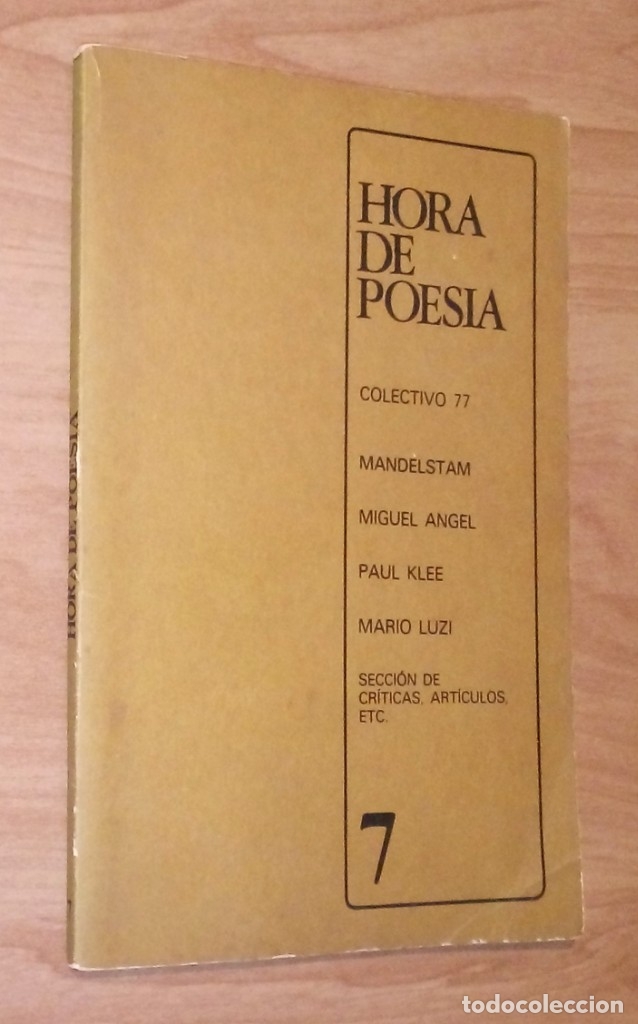 HORA
DE
POESIA
COLECTIVO 77
MANDELSTAM
MIGUEL ANGEL
PAUL KLEE
MARIO LUZI
SECCIÓN DE
CRÍTICAS, ARTÍCULOS,
ETC.
7
HORA DE POESIA
todocoleccion